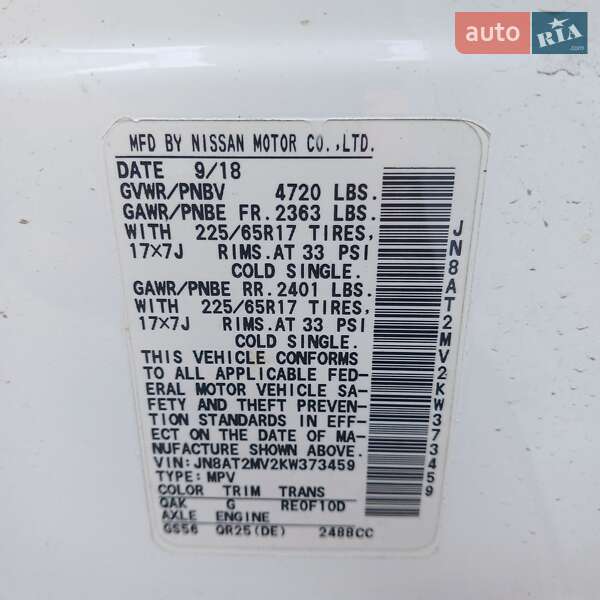 auto RIA .com
MFD BY NISSAN MOTOR CO.,LTD.
DATE 9/18
GVWR/PNBV 4720 LBS.
GAWR/PNBE FR. 2363 LBS.
WITH 225/65R17 TIRES,
17×7J RIMS.AT 33 PSI
COLD SINGLE.
GAWR/PNBE RR. 2401 LBS.
WITH 225/65R17 TIRES,
17×7J RIMS.AT 33 PSI
COLD SINGLE.
THIS VEHICLE CONFORMS
TO ALL APPLICABLE FED-
ERAL MOTOR VEHICLE SA-
FETY AND THEFT PREVEN-
TION STANDARDS IN EFF-
ECT ON THE DATE OF MA-
NUFACTURE SHOWN ABOVE.
VIN: JN8AT2MV2KW373459
TYPE: MPV
COLOR TRIM TRANS
QAK G RE0F10D
AXLE ENGINE
GS56 QR25(DE) 2488CC
JN8AT2MV2KW373459